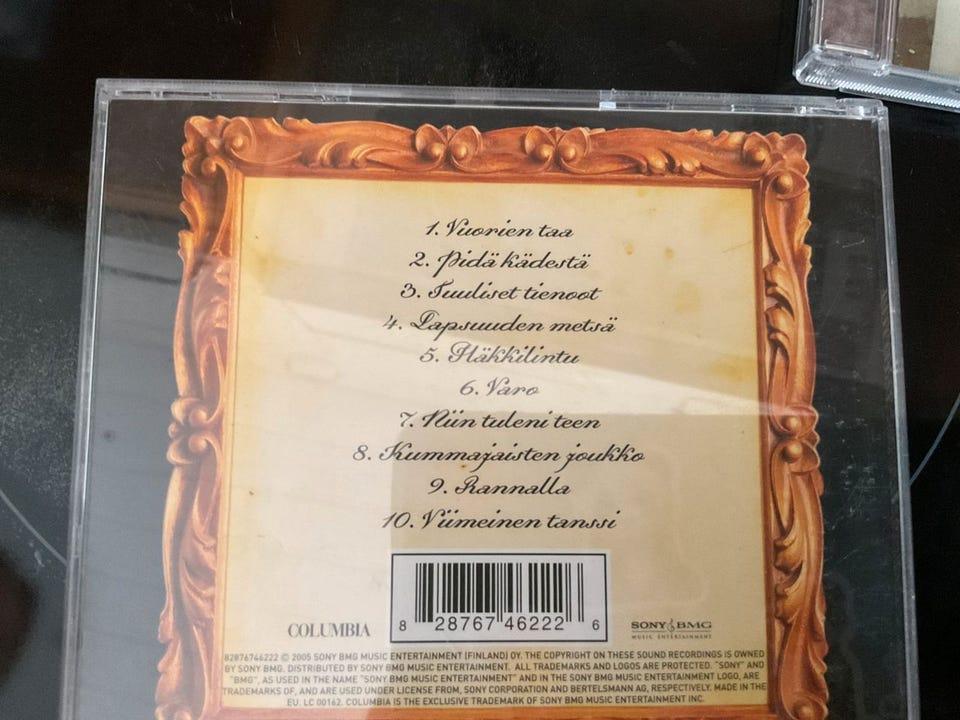 1. Vuorien taa
2. Pidä kädestä
3. Tuuliset tienoot
4. Lapsuuden metsä
5. Häkkilintu
6. Varo
7. Niin tuleni teen
8. Kummajaisten joukko
9. Rannalla
10. Viimeinen tanssi
8 28767 46222 6
COLUMBIA
SONY BMG
MUSIC ENTERTAINMENT
82876746222 © 2005 SONY BMG MUSIC ENTERTAINMENT (FINLAND) OY. THE COPYRIGHT ON THESE SOUND RECORDINGS IS OWNED
BY SONY BMG. DISTRIBUTED BY SONY BMG MUSIC ENTERTAINMENT. ALL TRADEMARKS AND LOGOS ARE PROTECTED. "SONY" AND
"BMG", AS USED IN THE NAME "SONY BMG MUSIC ENTERTAINMENT" AND IN THE SONY BMG MUSIC ENTERTAINMENT LOGO, ARE
TRADEMARKS OF, AND ARE USED UNDER LICENSE FROM, SONY CORPORATION AND BERTELSMANN AG, RESPECTIVELY. MADE IN THE
EU. LC 00162. COLUMBIA IS THE EXCLUSIVE TRADEMARK OF SONY BMG MUSIC ENTERTAINMENT INC.